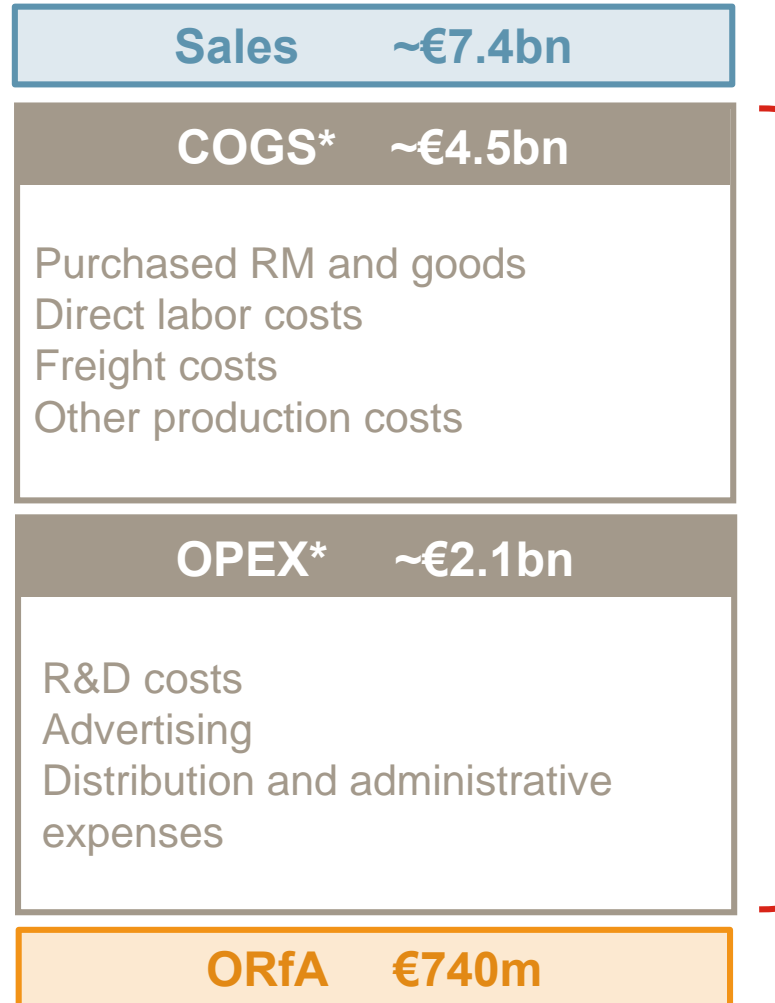 Sales ~€7.4bn
COGS* ~€4.5bn
Purchased RM and goods
Direct labor costs
Freight costs
Other production costs
OPEX* ~€2.1bn
R&D costs
Advertising
Distribution and administrative
expenses
ORfA €740m